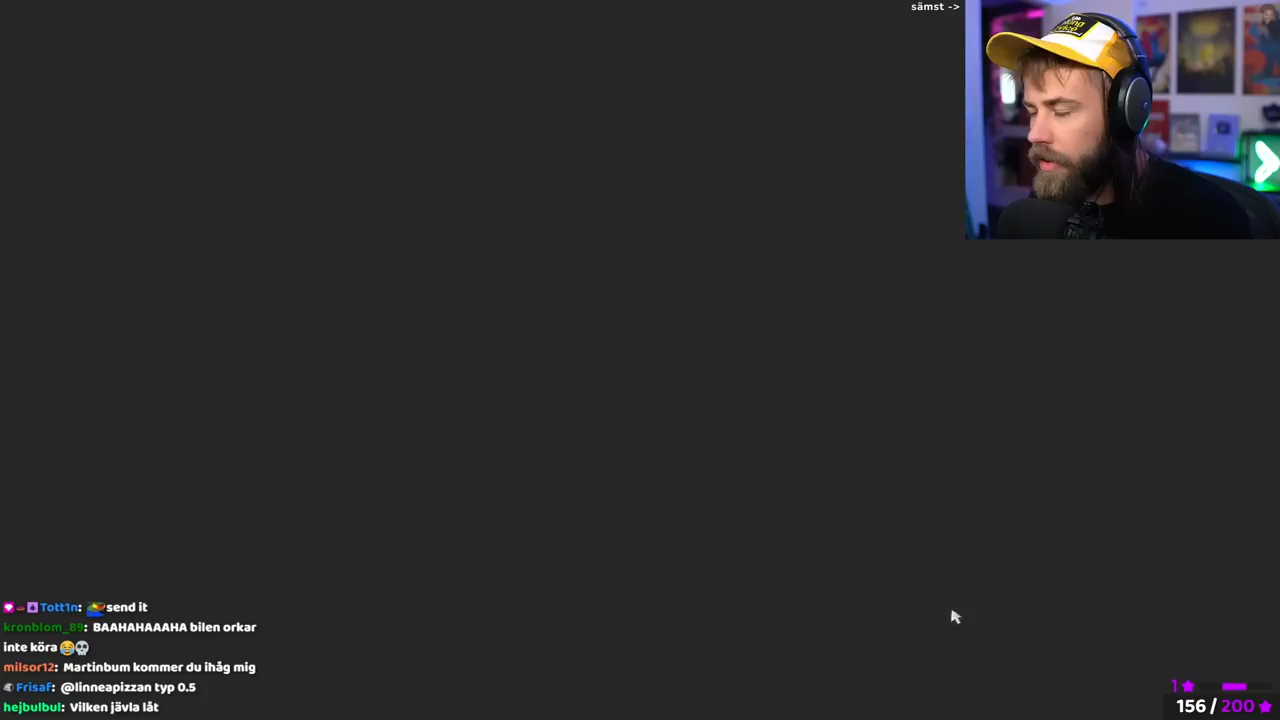 sämst ->
Tott1n: send it
kronblom_89: BAAHAHAAAHA bilen orkar
inte köra
milsor12: Martinbum kommer du ihåg mig
Frisaf: @linneapizzan typ 0.5
hejbulbul: Vilken jävla låt
1
156 / 200